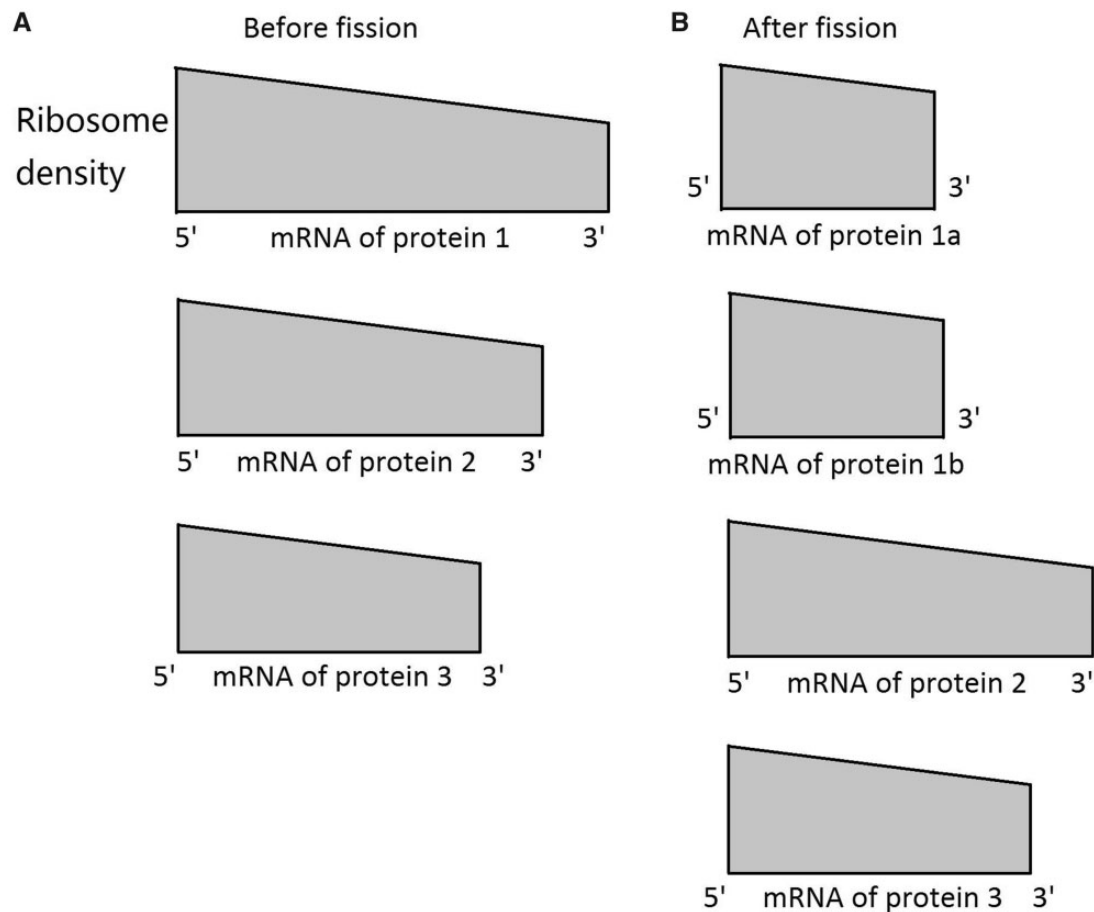 A
Before fission
Ribosome
density
5' mRNA of protein 1 3'
5' mRNA of protein 2 3'
5' mRNA of protein 3 3'
B
After fission
5' 3'
mRNA of protein 1a
5' 3'
mRNA of protein 1b
5' mRNA of protein 2 3'
5' mRNA of protein 3 3'